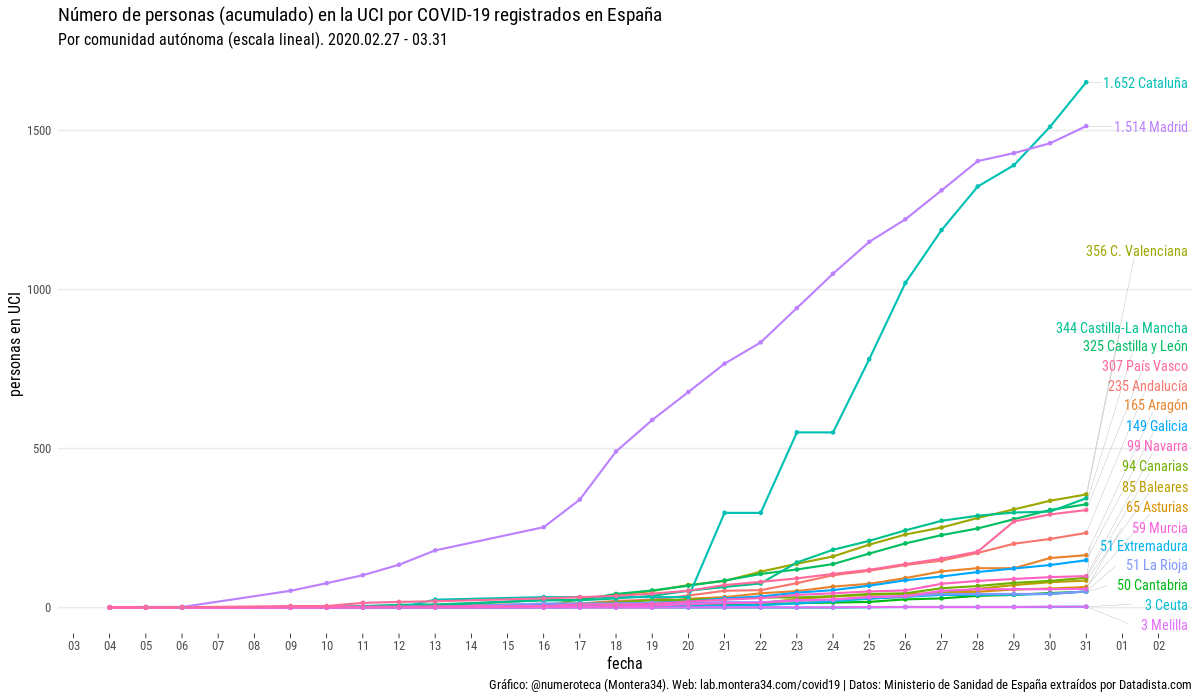 Número de personas (acumulado) en la UCI por COVID-19 registrados en España
Por comunidad autónoma (escala lineal). 2020.02.27 - 03.31
1.652 Cataluña
1500
1.514 Madrid
356 C. Valenciana
1000
344 Castilla-La Mancha
325 Castilla y León
307 País Vasco
235 Andalucía
165 Aragón
149 Galicia
500
99 Navarra
94 Canarias
85 Baleares
65 Asturias
59 Murcia
51 Extremadura
51 La Rioja
50 Cantabria
0
3 Ceuta
3 Melilla
personas en UCI
03 04 05 06 07 08 09 10 11 12 13 14 15 16 17 18 19 20 21 22 23 24 25 26 27 28 29 30 31 01 02
fecha
Gráfico: @numeroteca (Montera34). Web: lab.montera34.com/covid19 | Datos: Ministerio de Sanidad de España extraídos por Datadista.com